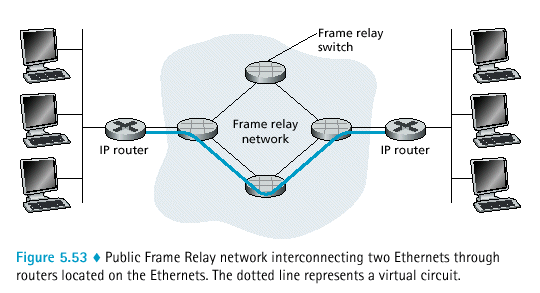 Frame relay
switch
Frame relay
network
IP router
IP router
Figure 5.53 ♦ Public Frame Relay network interconnecting two Ethernets through
routers located on the Ethernets. The dotted line represents a virtual circuit.